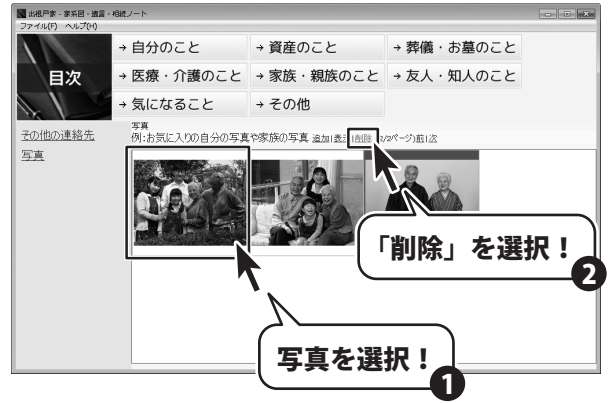 出根戸家 - 家系図・遺言・相続ノート
ファイル(F) ヘルプ(H)
目次
→ 自分のこと
→ 資産のこと
→ 葬儀・お墓のこと
→ 医療・介護のこと
→ 家族・親族のこと
→ 友人・知人のこと
→ 気になること
→ その他
その他の連絡先
写真
写真
例:お気に入りの自分の写真や家族の写真 追加|表示|削除 2/2ページ)前|次
「削除」を選択！
2
写真を選択！
1